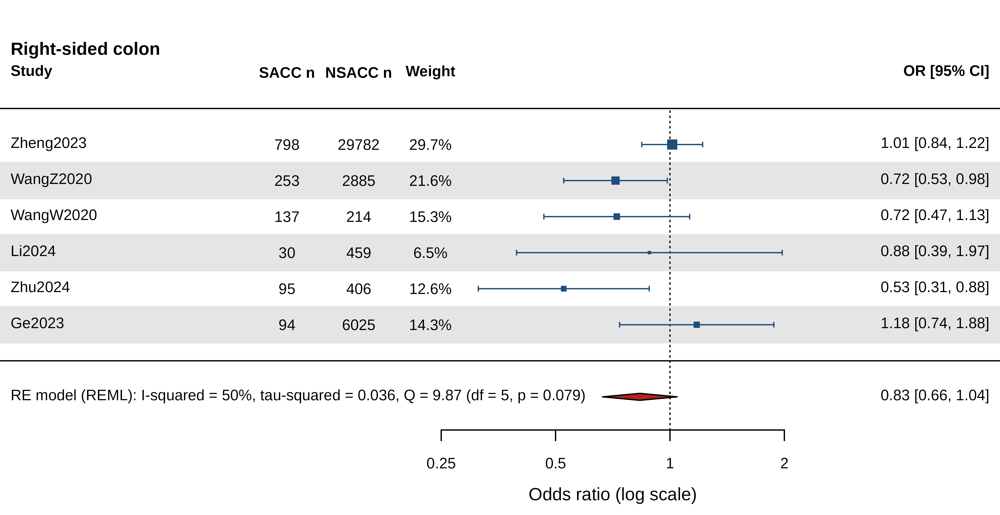 Right-sided colon
Study SACC n NSACC n Weight OR [95% CI]
Zheng2023 798 29782 29.7% 1.01 [0.84, 1.22]
WangZ2020 253 2885 21.6% 0.72 [0.53, 0.98]
WangW2020 137 214 15.3% 0.72 [0.47, 1.13]
Li2024 30 459 6.5% 0.88 [0.39, 1.97]
Zhu2024 95 406 12.6% 0.53 [0.31, 0.88]
Ge2023 94 6025 14.3% 1.18 [0.74, 1.88]
RE model (REML): I-squared = 50%, tau-squared = 0.036, Q = 9.87 (df = 5, p = 0.079) 0.83 [0.66, 1.04]
0.25 0.5 1 2
Odds ratio (log scale)